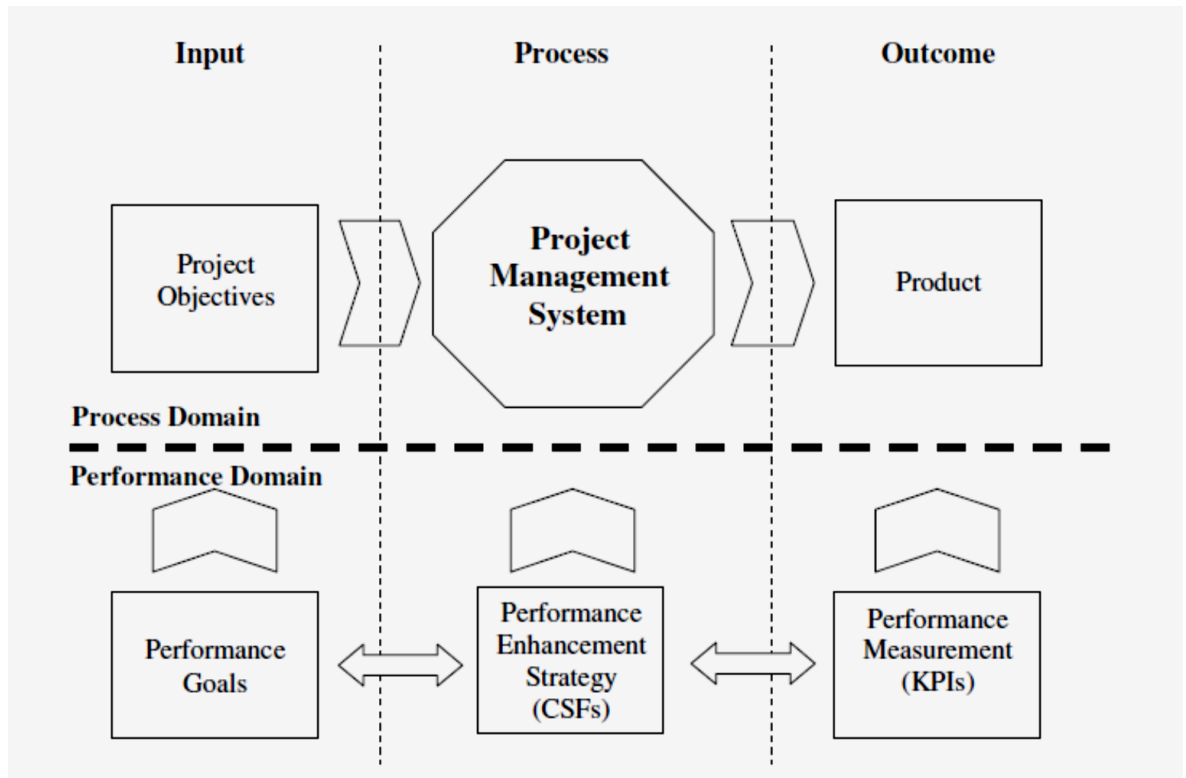 Input
Process
Outcome
Project
Objectives
Project
Management
System
Product
Process Domain
Performance Domain
Performance
Goals
Performance
Enhancement
Strategy
(CSFs)
Performance
Measurement
(KPIs)